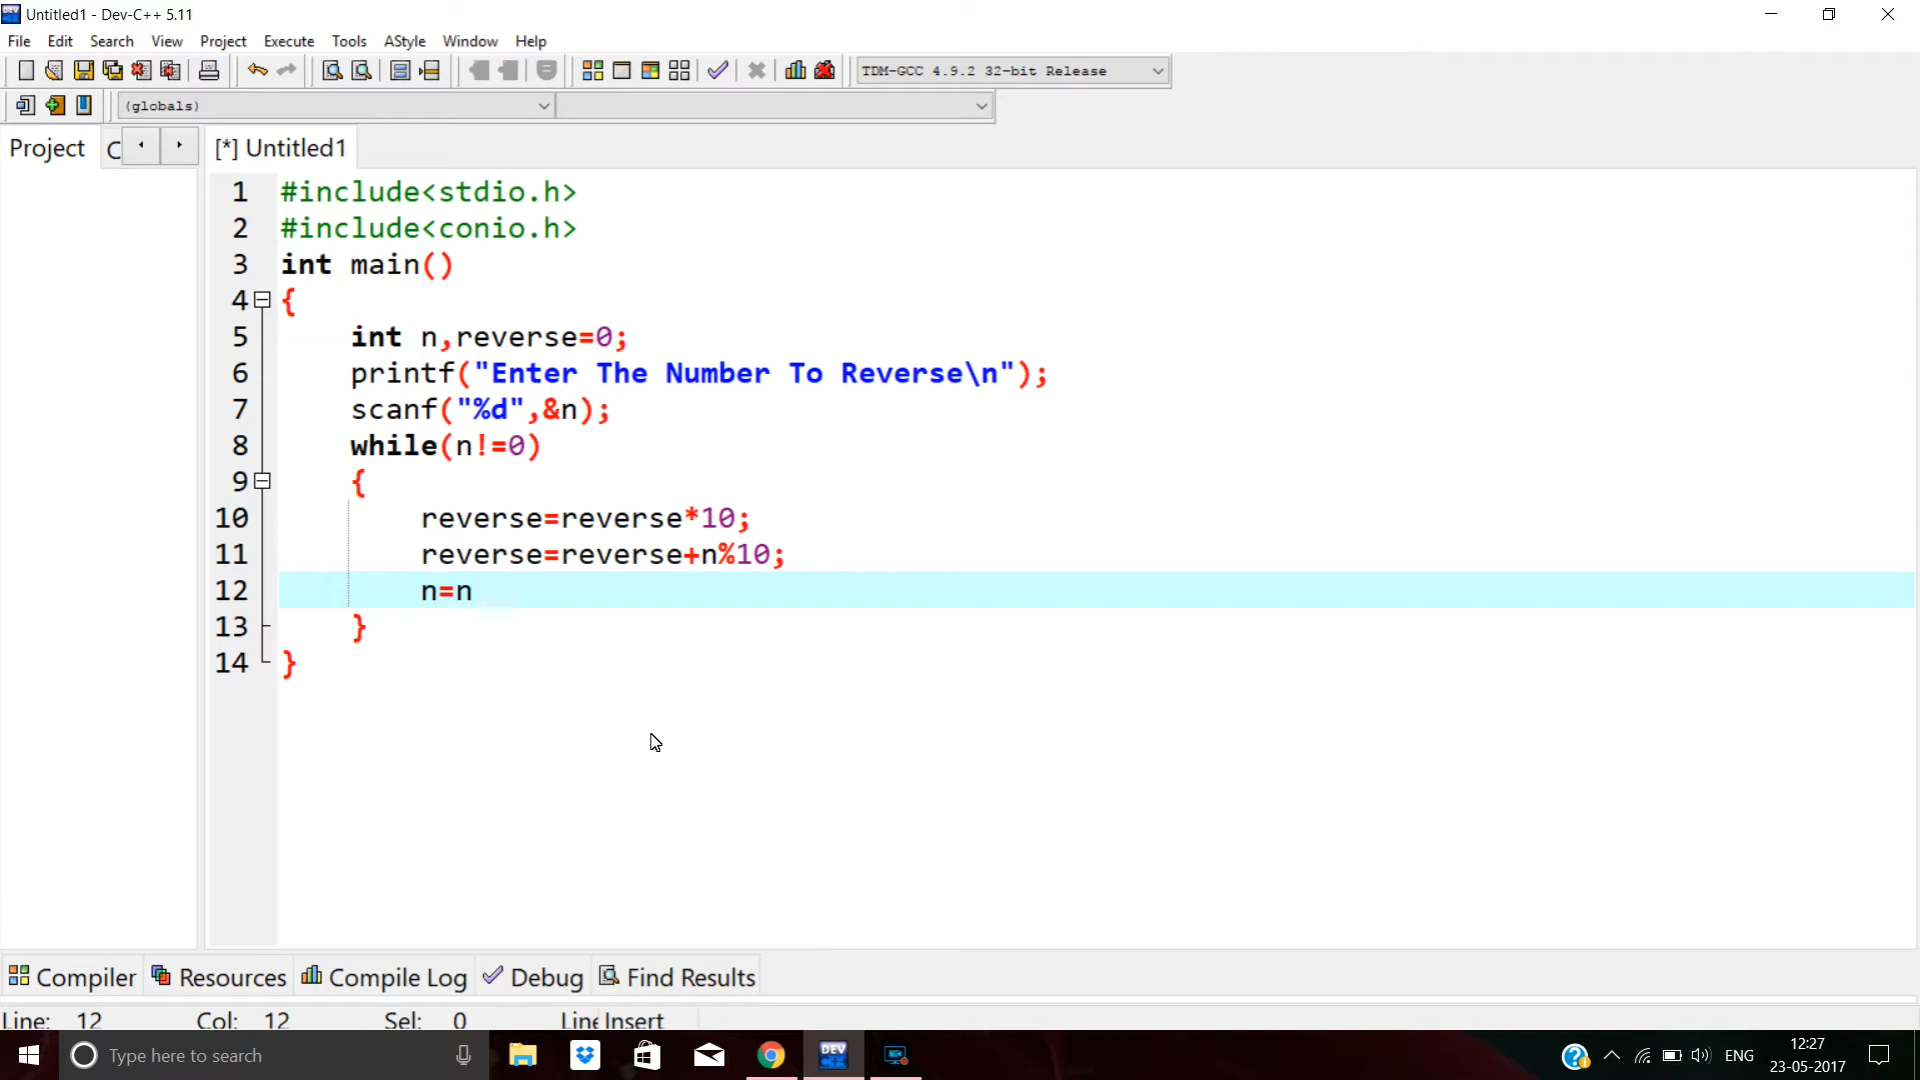 Untitled1 - Dev-C++ 5.11
File Edit Search View Project Execute Tools AStyle Window Help
TDM-GCC 4.9.2 32-bit Release
(globals)
Project C [*] Untitled1
1 #include<stdio.h>
2 #include<conio.h>
3 int main()
4 {
5 int n,reverse=0;
6 printf("Enter The Number To Reverse\n");
7 scanf("%d",&n);
8 while(n!=0)
9 {
10 reverse=reverse*10;
11 reverse=reverse+n%10;
12 n=n
13 }
14 }
Compiler Resources Compile Log Debug Find Results
Line: 12 Col: 12 Sel: 0 Line Insert
Type here to search DEV C++ ENG 12:27
23-05-2017